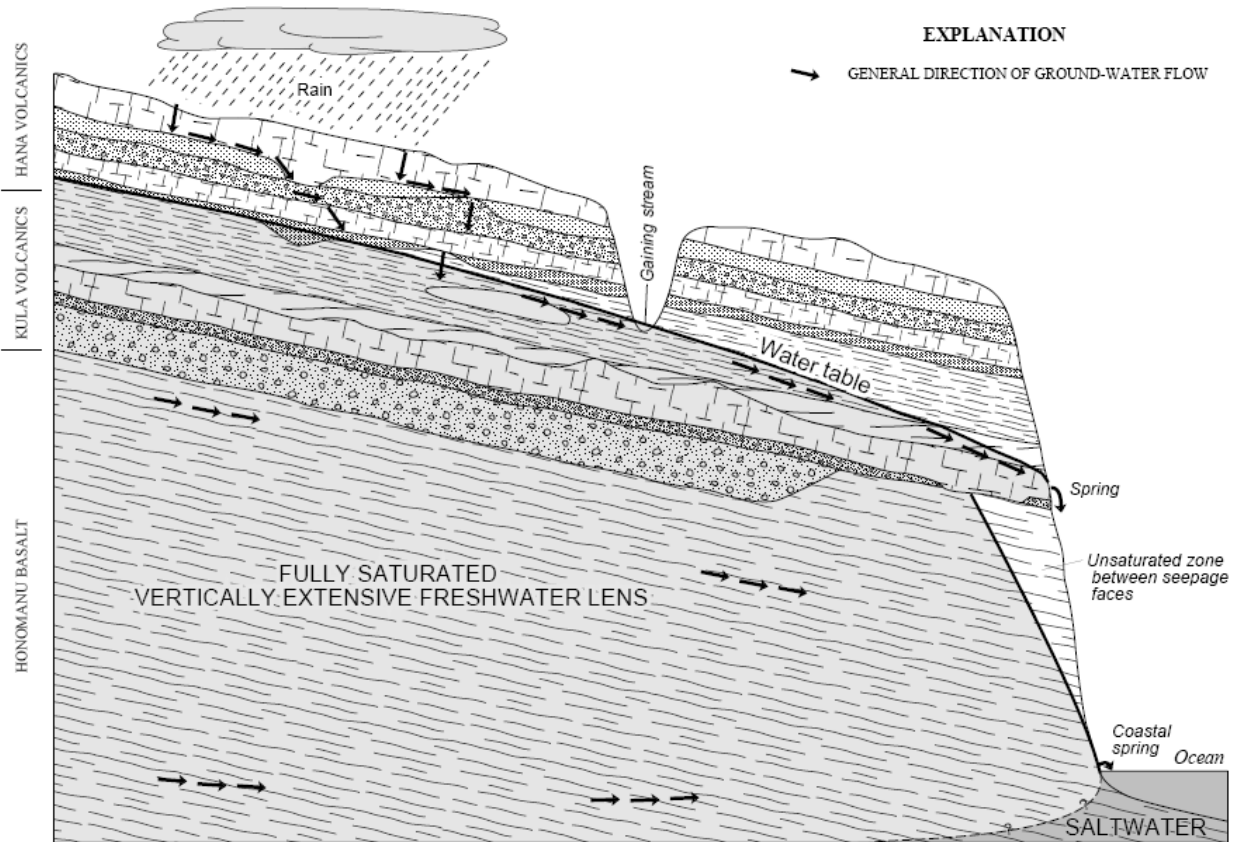 EXPLANATION
GENERAL DIRECTION OF GROUND-WATER FLOW
Rain
HANA VOLCANICS
KULA VOLCANICS
HONOMANU BASALT
Gaining stream
Water table
Spring
Unsaturated zone
between seepage
faces
FULLY SATURATED
VERTICALLY EXTENSIVE FRESHWATER LENS
Coastal
spring
Ocean
?
?
SALTWATER